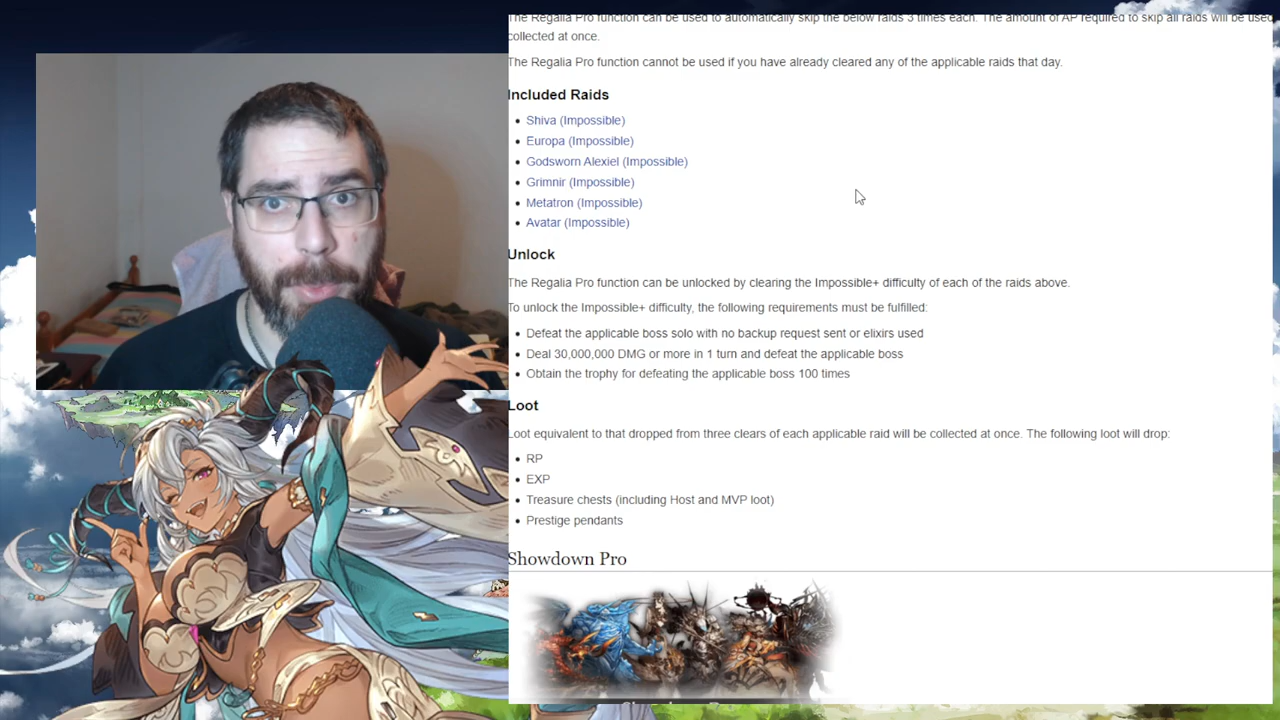 The Regalia Pro function can be used to automatically skip the below raids 3 times each. The amount of AP required to skip all raids will be used
collected at once.
The Regalia Pro function cannot be used if you have already cleared any of the applicable raids that day.
Included Raids
Shiva (Impossible)
Europa (Impossible)
Godsworn Alexiel (Impossible)
Grimnir (Impossible)
Metatron (Impossible)
Avatar (Impossible)
Unlock
The Regalia Pro function can be unlocked by clearing the Impossible+ difficulty of each of the raids above.
To unlock the Impossible+ difficulty, the following requirements must be fulfilled:
Defeat the applicable boss solo with no backup request sent or elixirs used
Deal 30,000,000 DMG or more in 1 turn and defeat the applicable boss
Obtain the trophy for defeating the applicable boss 100 times
Loot
Loot equivalent to that dropped from three clears of each applicable raid will be collected at once. The following loot will drop:
RP
EXP
Treasure chests (including Host and MVP loot)
Prestige pendants
Showdown Pro